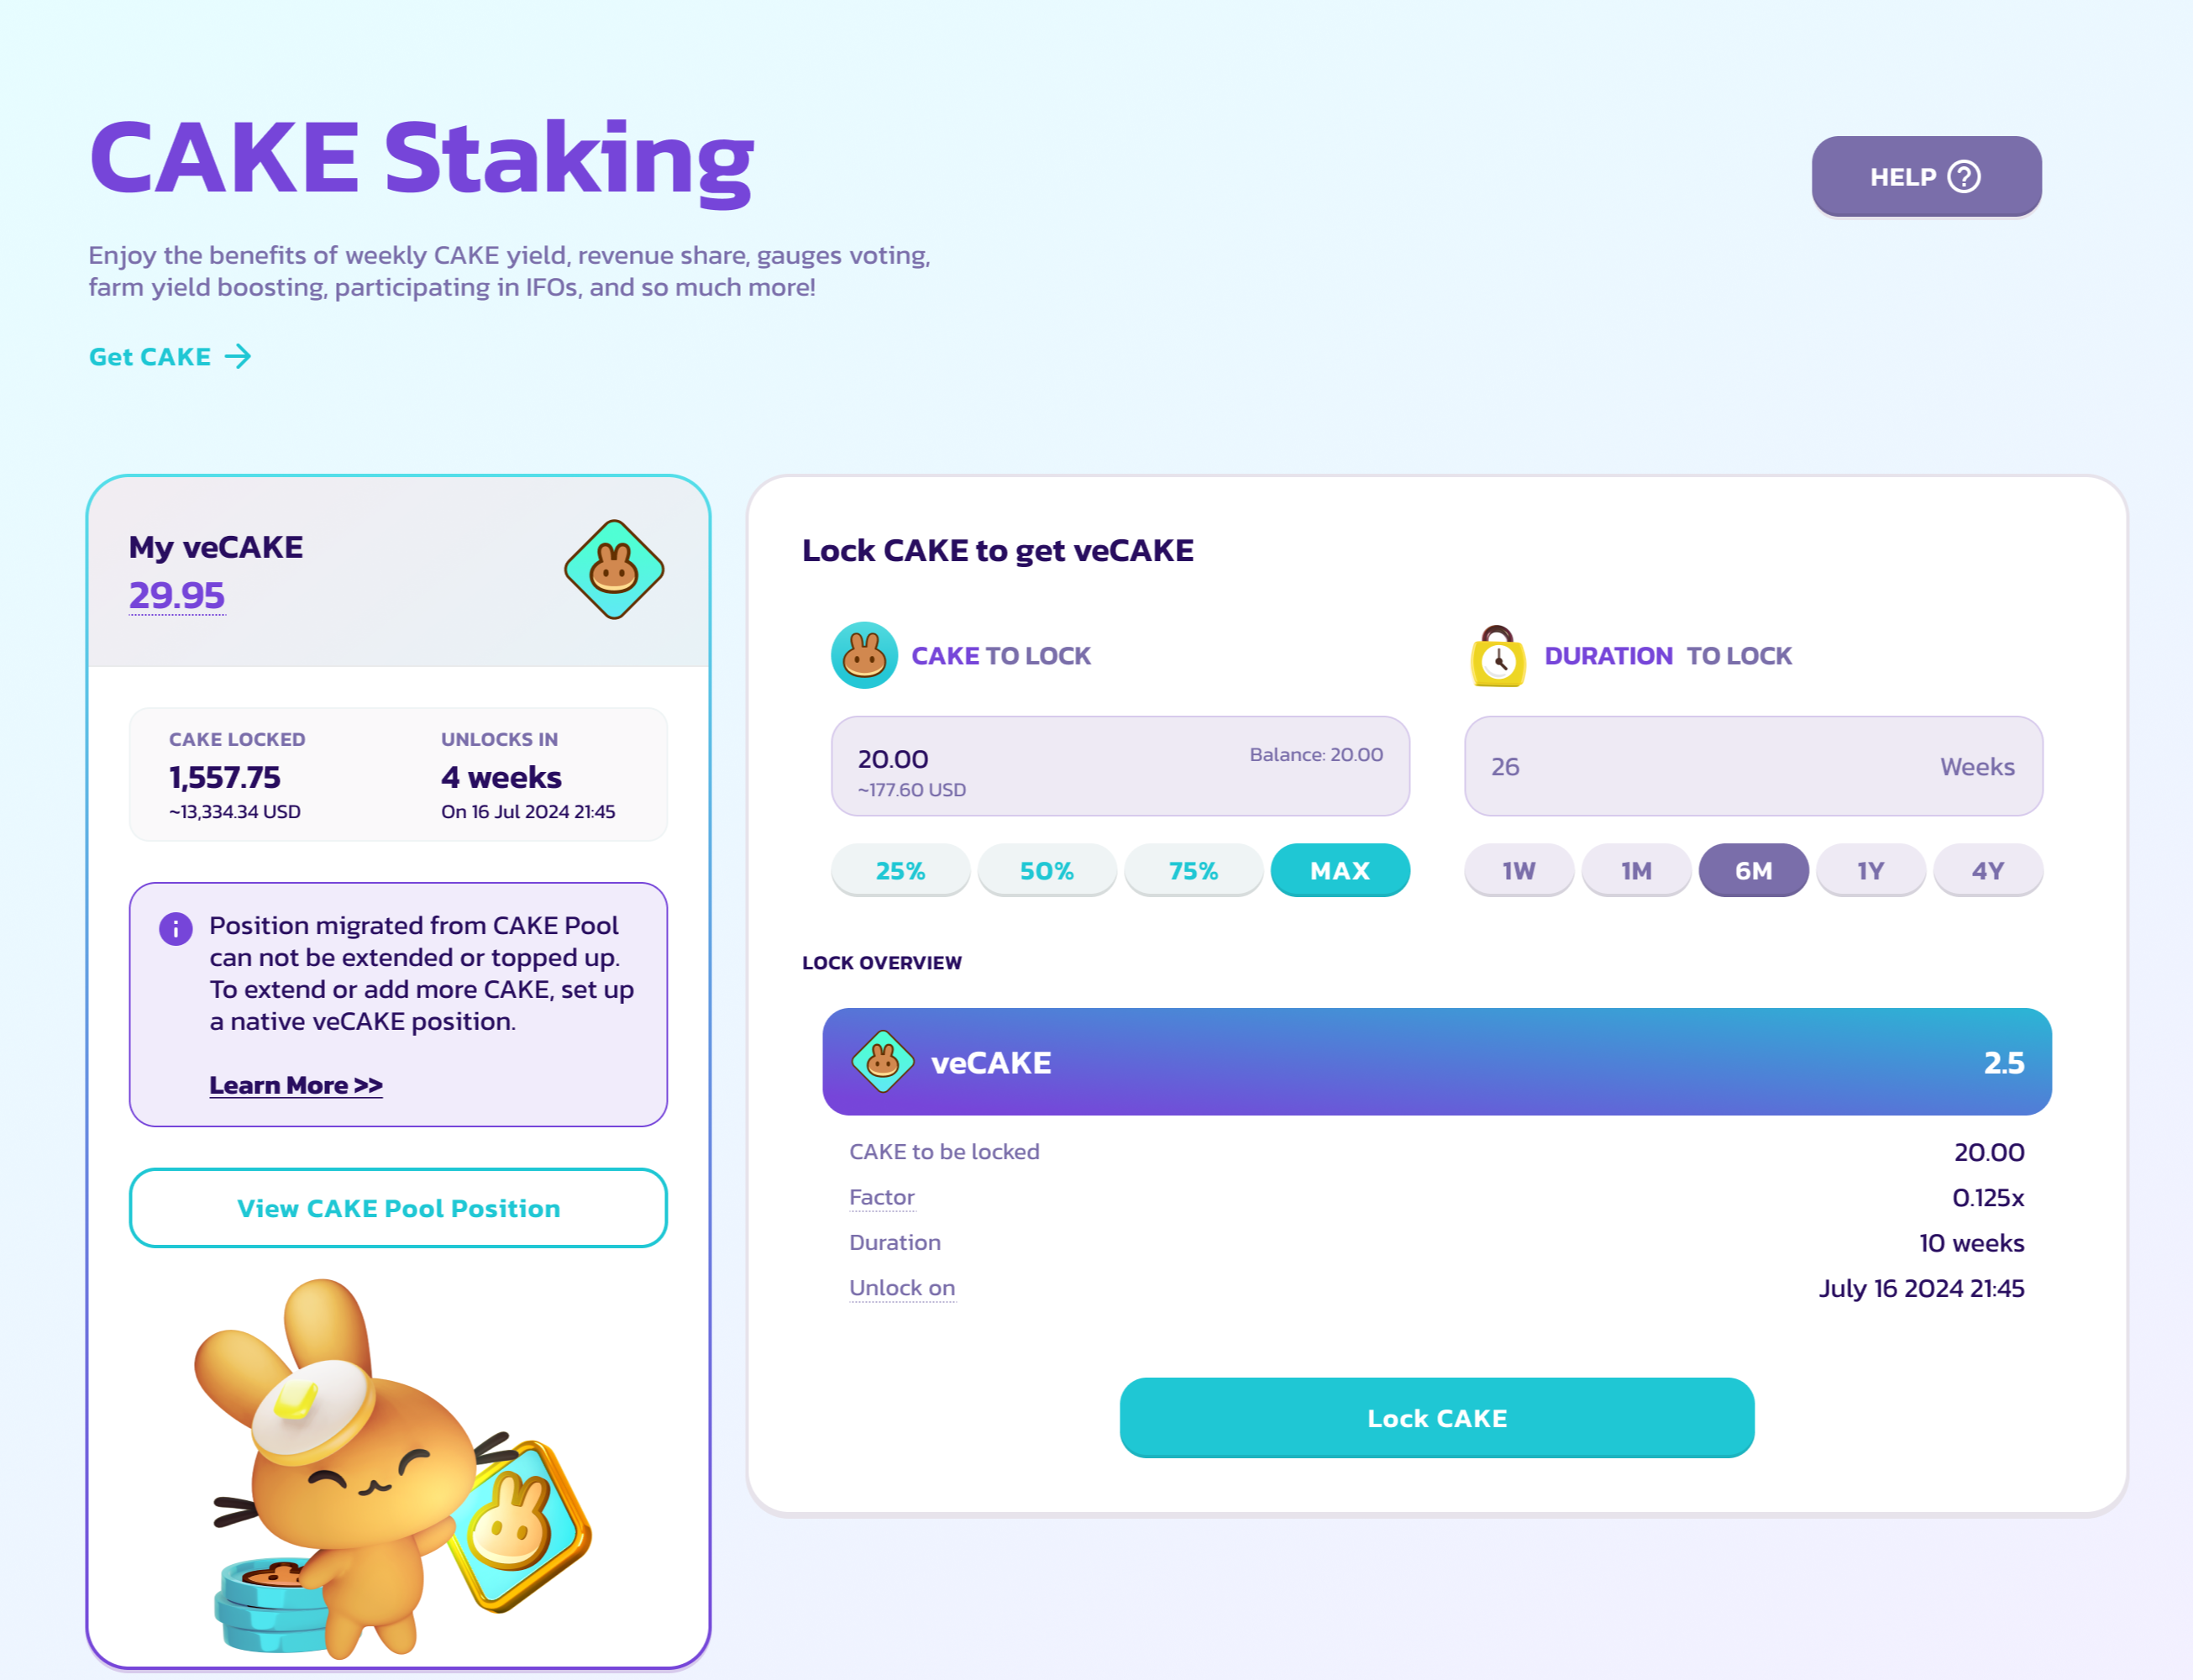 CAKE Staking
HELP
Enjoy the benefits of weekly CAKE yield, revenue share, gauges voting,
farm yield boosting, participating in IFOs, and so much more!
Get CAKE
My veCAKE
29.95
CAKE LOCKED
1,557.75
~13,334.34 USD
UNLOCKS IN
4 weeks
On 16 Jul 2024 21:45
Position migrated from CAKE Pool
can not be extended or topped up.
To extend or add more CAKE, set up
a native veCAKE position.
Learn More >>
View CAKE Pool Position
Lock CAKE to get veCAKE
CAKE TO LOCK
20.00
~177.60 USD
Balance: 20.00
25% 50% 75% MAX
DURATION TO LOCK
26 Weeks
1W 1M 6M 1Y 4Y
LOCK OVERVIEW
veCAKE 2.5
CAKE to be locked 20.00
Factor 0.125x
Duration 10 weeks
Unlock on July 16 2024 21:45
Lock CAKE